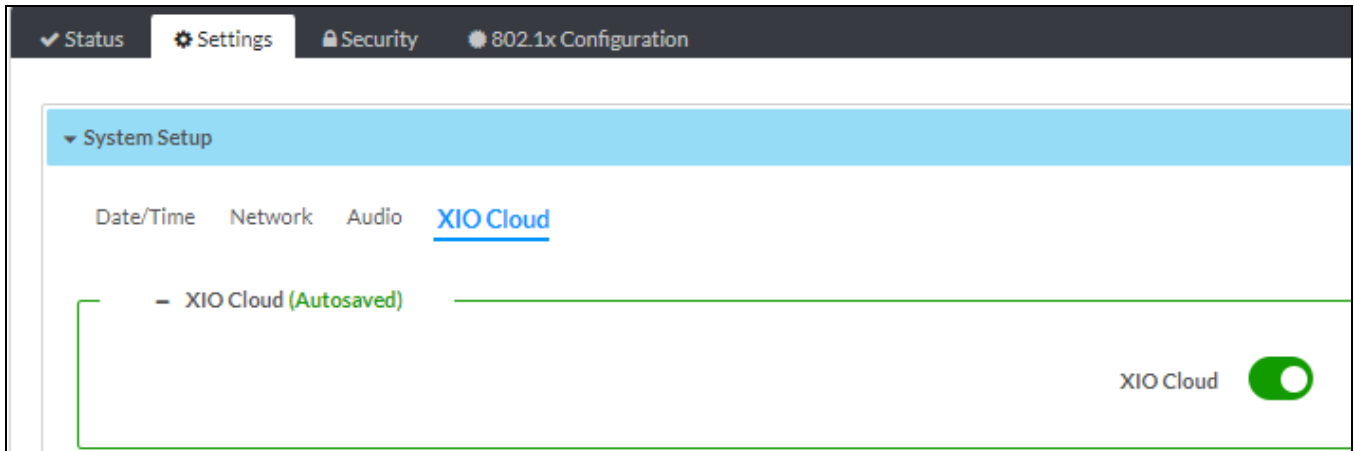 Status Settings Security 802.1x Configuration
System Setup
Date/Time Network Audio XIO Cloud
XIO Cloud (Autosaved)
XIO Cloud